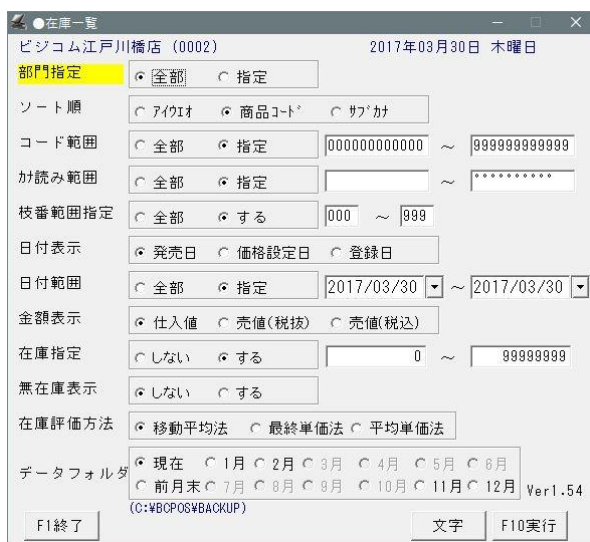 ●在庫一覧
ビジコム江戸川橋店 (0002) 2017年03月30日 木曜日
部門指定 全部 指定
ソート順 ｱｲｳｴｵ 商品ｺｰﾄﾞ ｻﾌﾞｶﾅ
コード範囲 全部 指定 000000000000 ～ 999999999999
ｶﾅ読み範囲 全部 指定 ～ ﾟﾟﾟﾟﾟﾟﾟﾟﾟﾟ
枝番範囲指定 全部 する 000 ～ 999
日付表示 発売日 価格設定日 登録日
日付範囲 全部 指定 2017/03/30 ～ 2017/03/30
金額表示 仕入値 売値(税抜) 売値(税込)
在庫指定 しない する 0 ～ 99999999
無在庫表示 しない する
在庫評価方法 移動平均法 最終単価法 平均単価法
データフォルダ 現在 1月 2月 3月 4月 5月 6月
前月末 7月 8月 9月 10月 11月 12月 Ver1.54
(C:¥BCPOS¥BACKUP)
F1終了 文字 F10実行